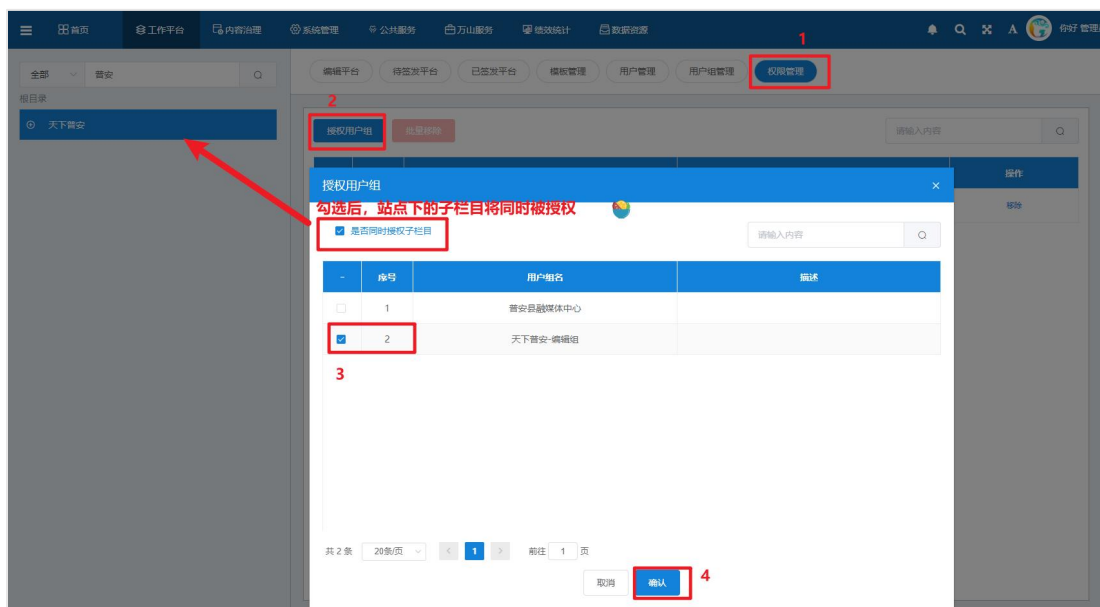 首页 工作平台 内容治理 系统管理 公共服务 万山服务 绩效统计 数据资源 A 你好 管理
1
全部 普安
编辑平台 待签发平台 已签发平台 模板管理 用户管理 用户组管理 权限管理
根目录
2
天下普安
授权用户组 批量移除 请输入内容
操作
授权用户组 ×
移除
勾选后，站点下的子栏目将同时被授权
是否同时授权子栏目 请输入内容
- 序号 用户组名 描述
1 普安县融媒体中心
2 天下普安-编辑组
3
共 2 条 20条/页 < 1 > 前往 1 页
取消 确认 4